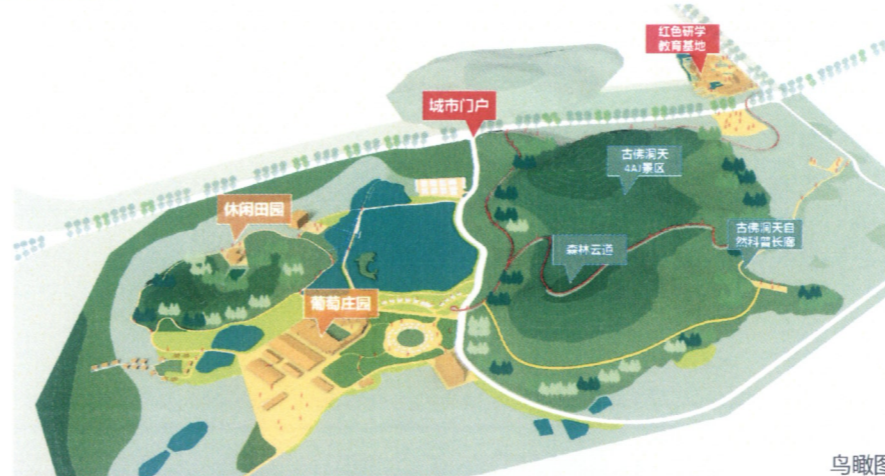 红色研学
教育基地
城市门户
古佛洞天
4A景区
休闲田园
古佛洞天自
然科普长廊
森林云道
葡萄庄园
鸟瞰图